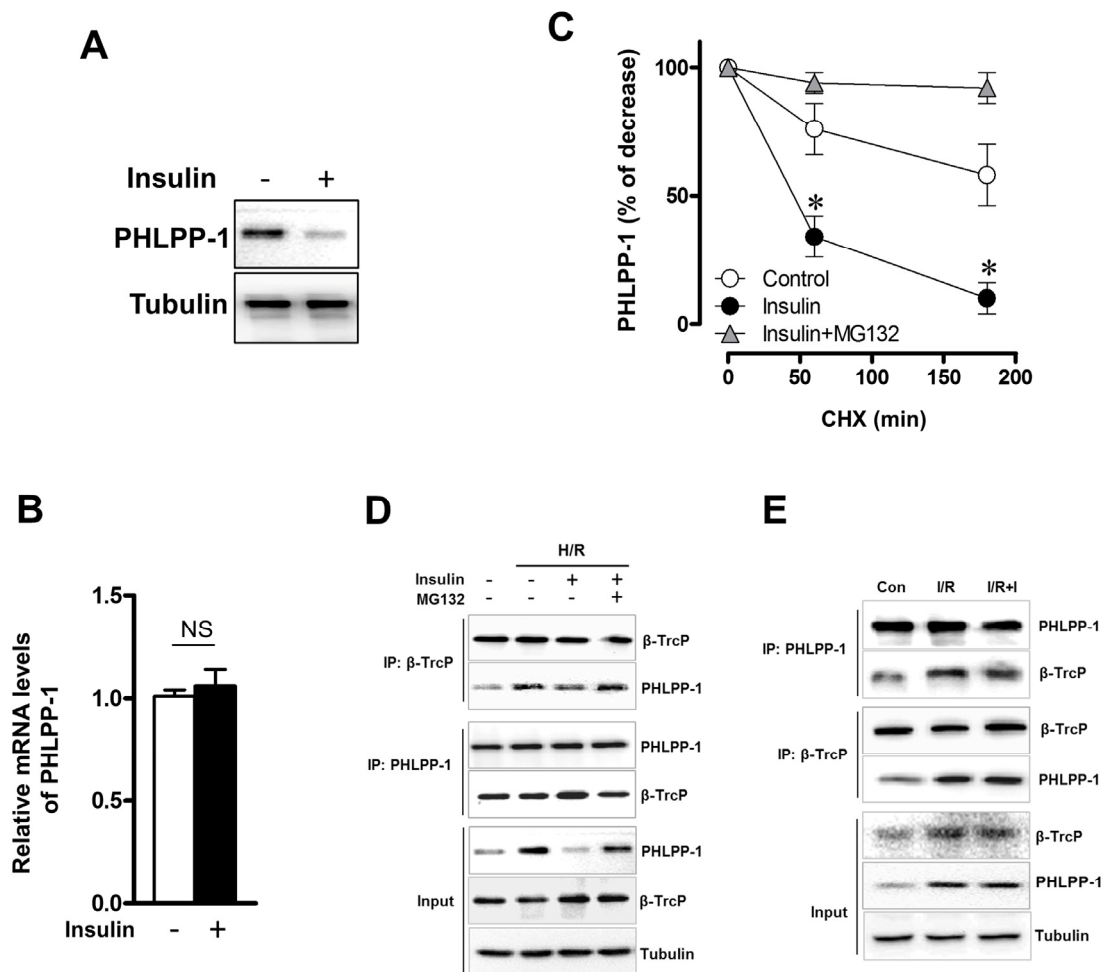 A
Insulin - +
PHLPP-1
Tubulin
C
PHLPP-1 (% of decrease)
100
50
0
*
*
Control
Insulin
Insulin+MG132
0 50 100 150 200
CHX (min)
B
Relative mRNA levels
of PHLPP-1
1.5
1.0
0.5
0.0
NS
Insulin - +
D
H/R
Insulin - - + +
MG132 - - - +
IP: β-TrcP
β-TrcP
PHLPP-1
IP: PHLPP-1
PHLPP-1
β-TrcP
Input
PHLPP-1
β-TrcP
Tubulin
E
Con I/R I/R+I
IP: PHLPP-1
PHLPP-1
β-TrcP
IP: β-TrcP
β-TrcP
PHLPP-1
Input
β-TrcP
PHLPP-1
Tubulin